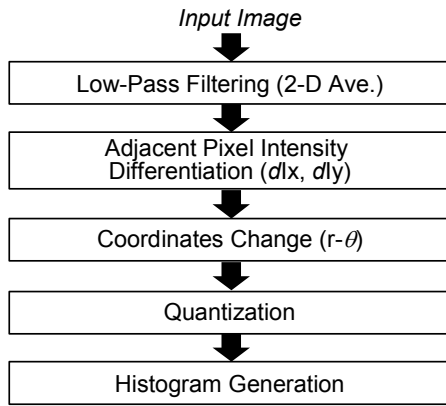 Input Image
Low-Pass Filtering (2-D Ave.)
Adjacent Pixel Intensity
Differentiation (dIx, dIy)
Coordinates Change (r-θ)
Quantization
Histogram Generation